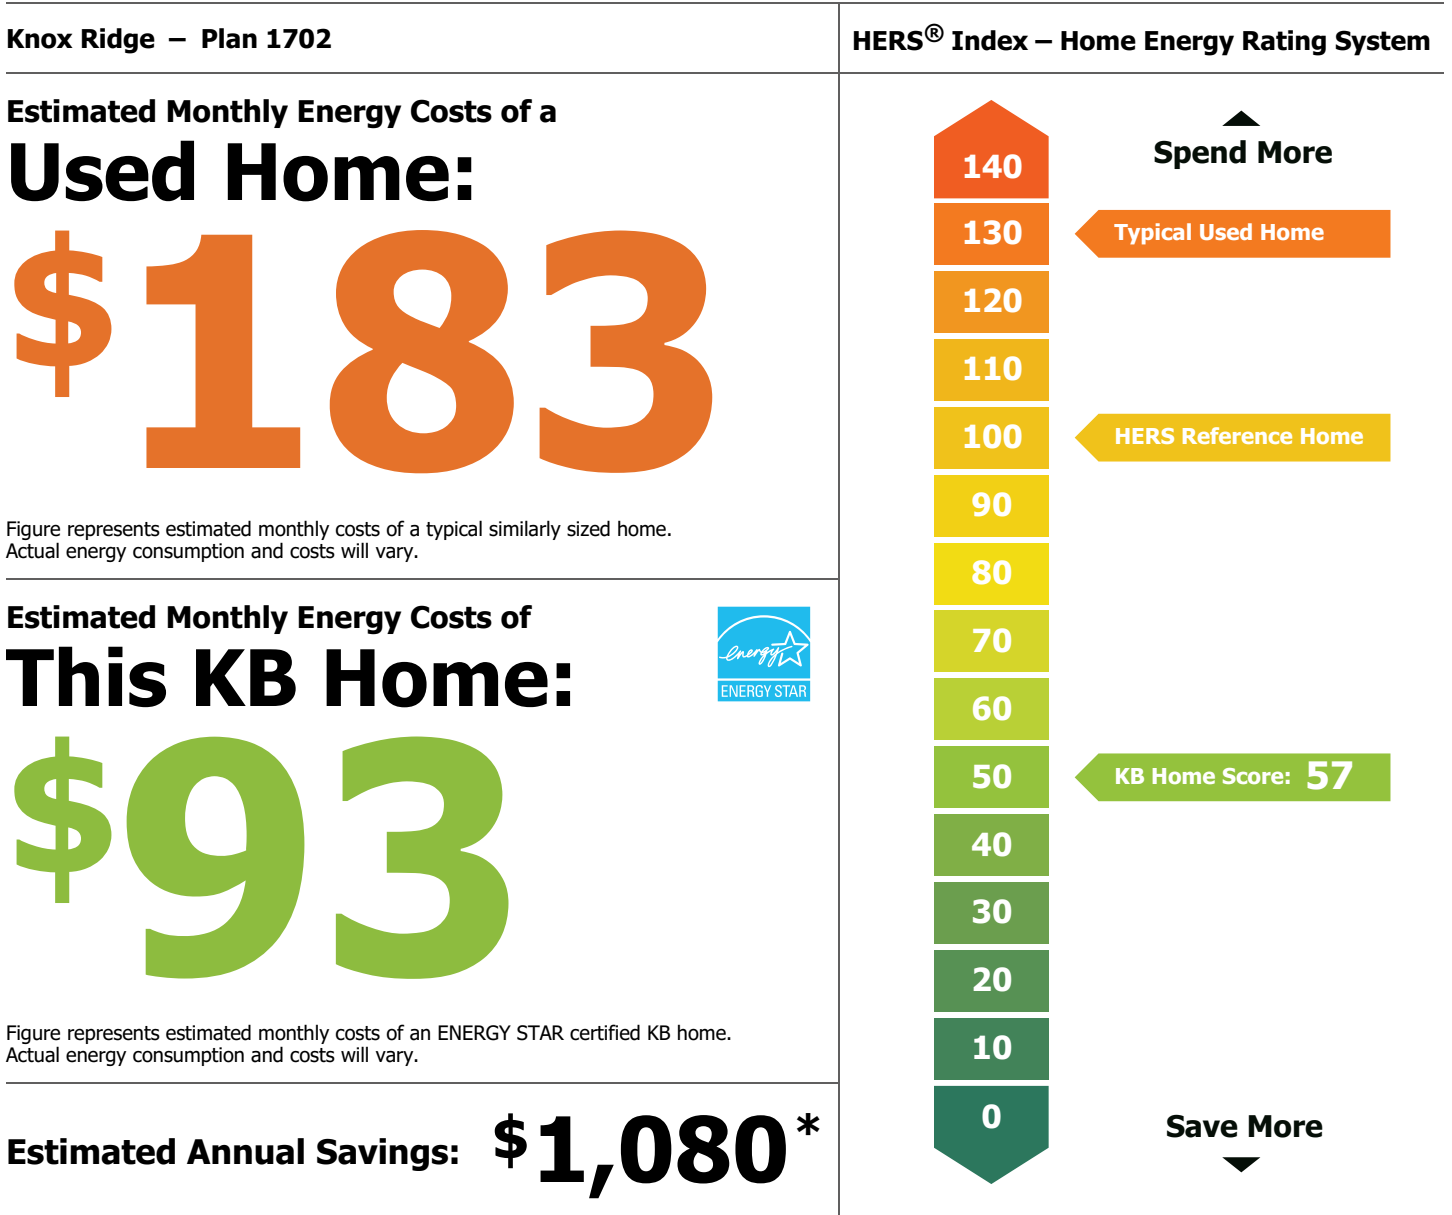 Knox Ridge – Plan 1702
Estimated Monthly Energy Costs of a
Used Home:
$183
Figure represents estimated monthly costs of a typical similarly sized home.
Actual energy consumption and costs will vary.
Estimated Monthly Energy Costs of
This KB Home:
energy
ENERGY STAR
$93
Figure represents estimated monthly costs of an ENERGY STAR certified KB home.
Actual energy consumption and costs will vary.
Estimated Annual Savings: $1,080*
HERS® Index – Home Energy Rating System
Spend More
140
130 Typical Used Home
120
110
100 HERS Reference Home
90
80
70
60
50 KB Home Score: 57
40
30
20
10
0
Save More